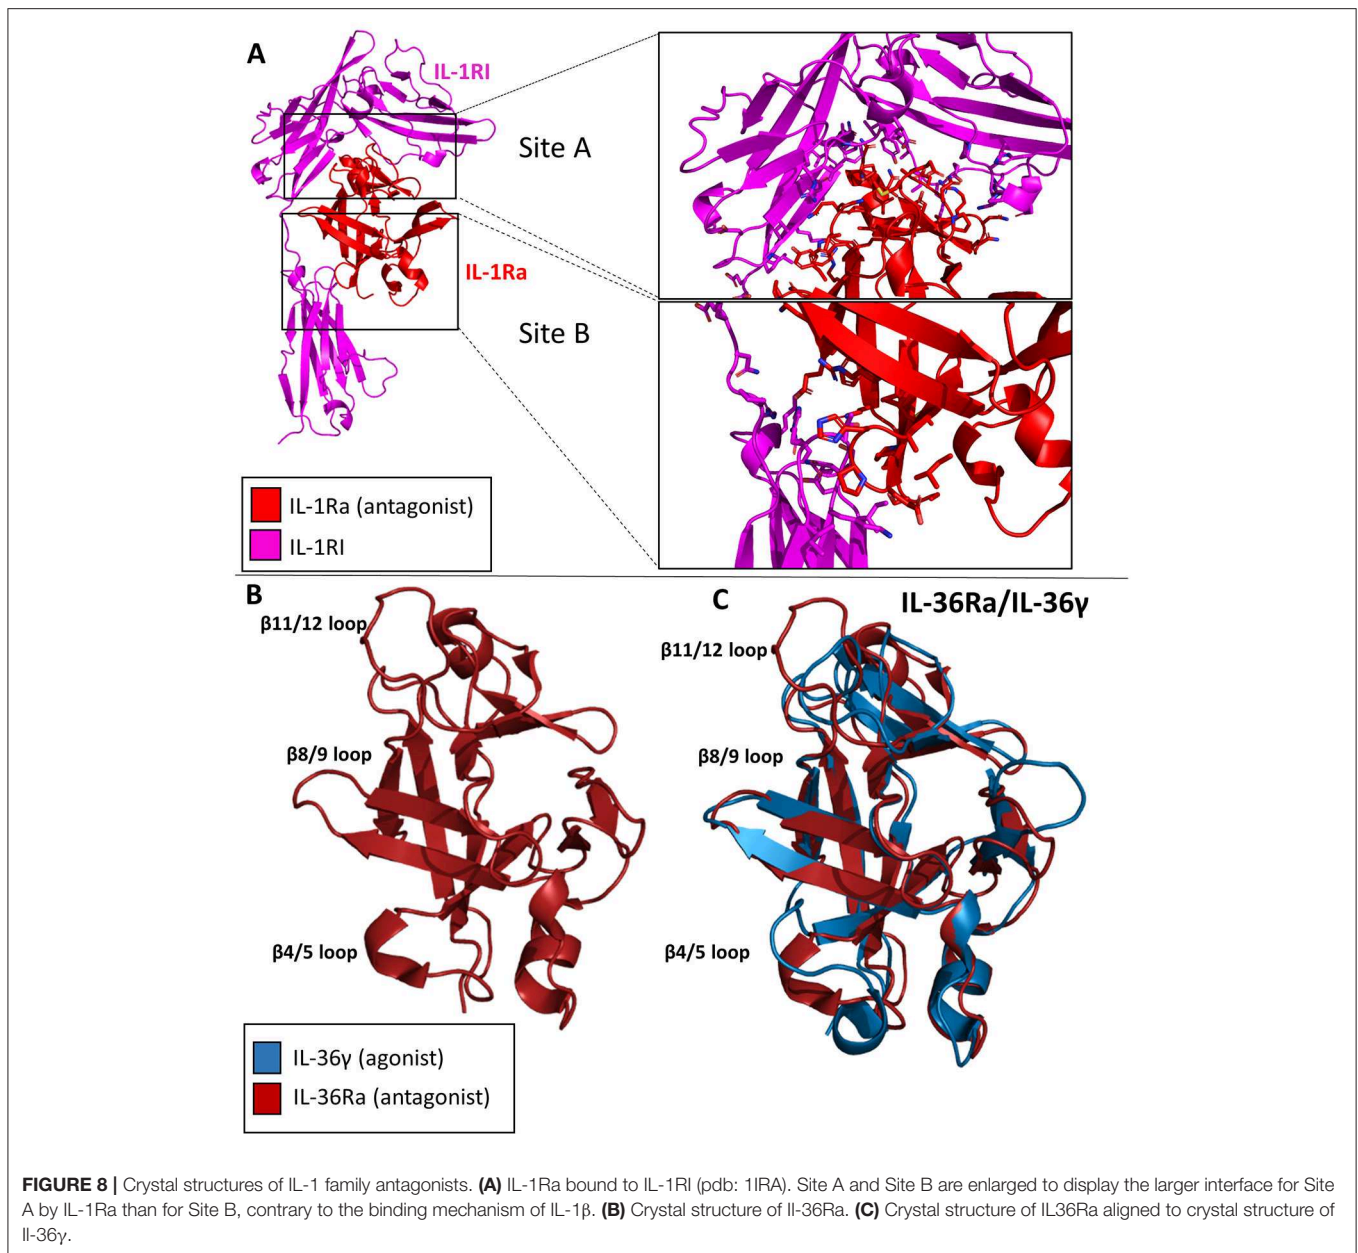 A
IL-1RI
Site A
IL-1Ra
Site B
IL-1Ra (antagonist)
IL-1RI
B
β11/12 loop
β8/9 loop
β4/5 loop
IL-36γ (agonist)
IL-36Ra (antagonist)
C
IL-36Ra/IL-36γ
β11/12 loop
β8/9 loop
β4/5 loop
FIGURE 8 | Crystal structures of IL-1 family antagonists. (A) IL-1Ra bound to IL-1RI (pdb: 1IRA). Site A and Site B are enlarged to display the larger interface for Site
A by IL-1Ra than for Site B, contrary to the binding mechanism of IL-1β. (B) Crystal structure of Il-36Ra. (C) Crystal structure of IL36Ra aligned to crystal structure of
Il-36γ.